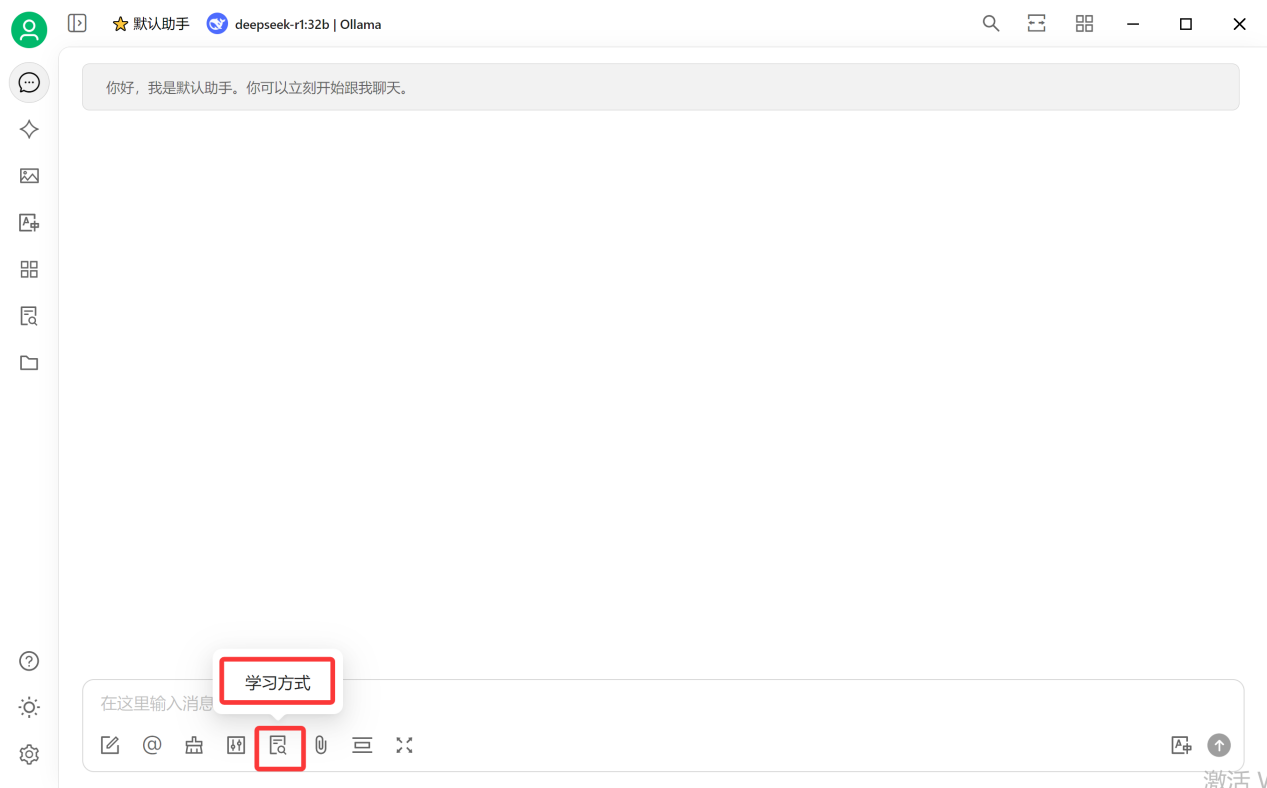 默认助手 deepseek-r1:32b | Ollama
你好，我是默认助手。你可以立刻开始跟我聊天。
学习方式
在这里输入消息
激活 W